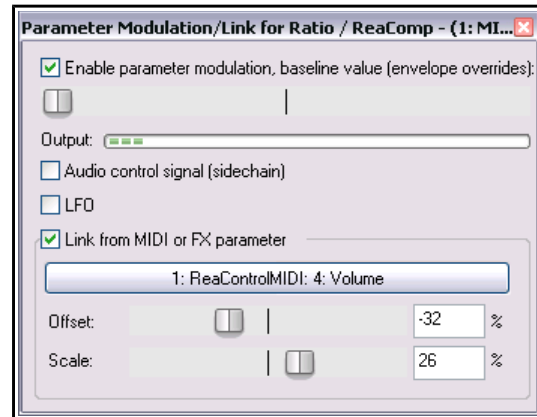 Parameter Modulation/Link for Ratio / ReaComp - (1: MI...
Enable parameter modulation, baseline value (envelope overrides):
Output:
Audio control signal (sidechain)
LFO
Link from MIDI or FX parameter
1: ReaControlMIDI: 4: Volume
Offset: -32 %
Scale: 26 %